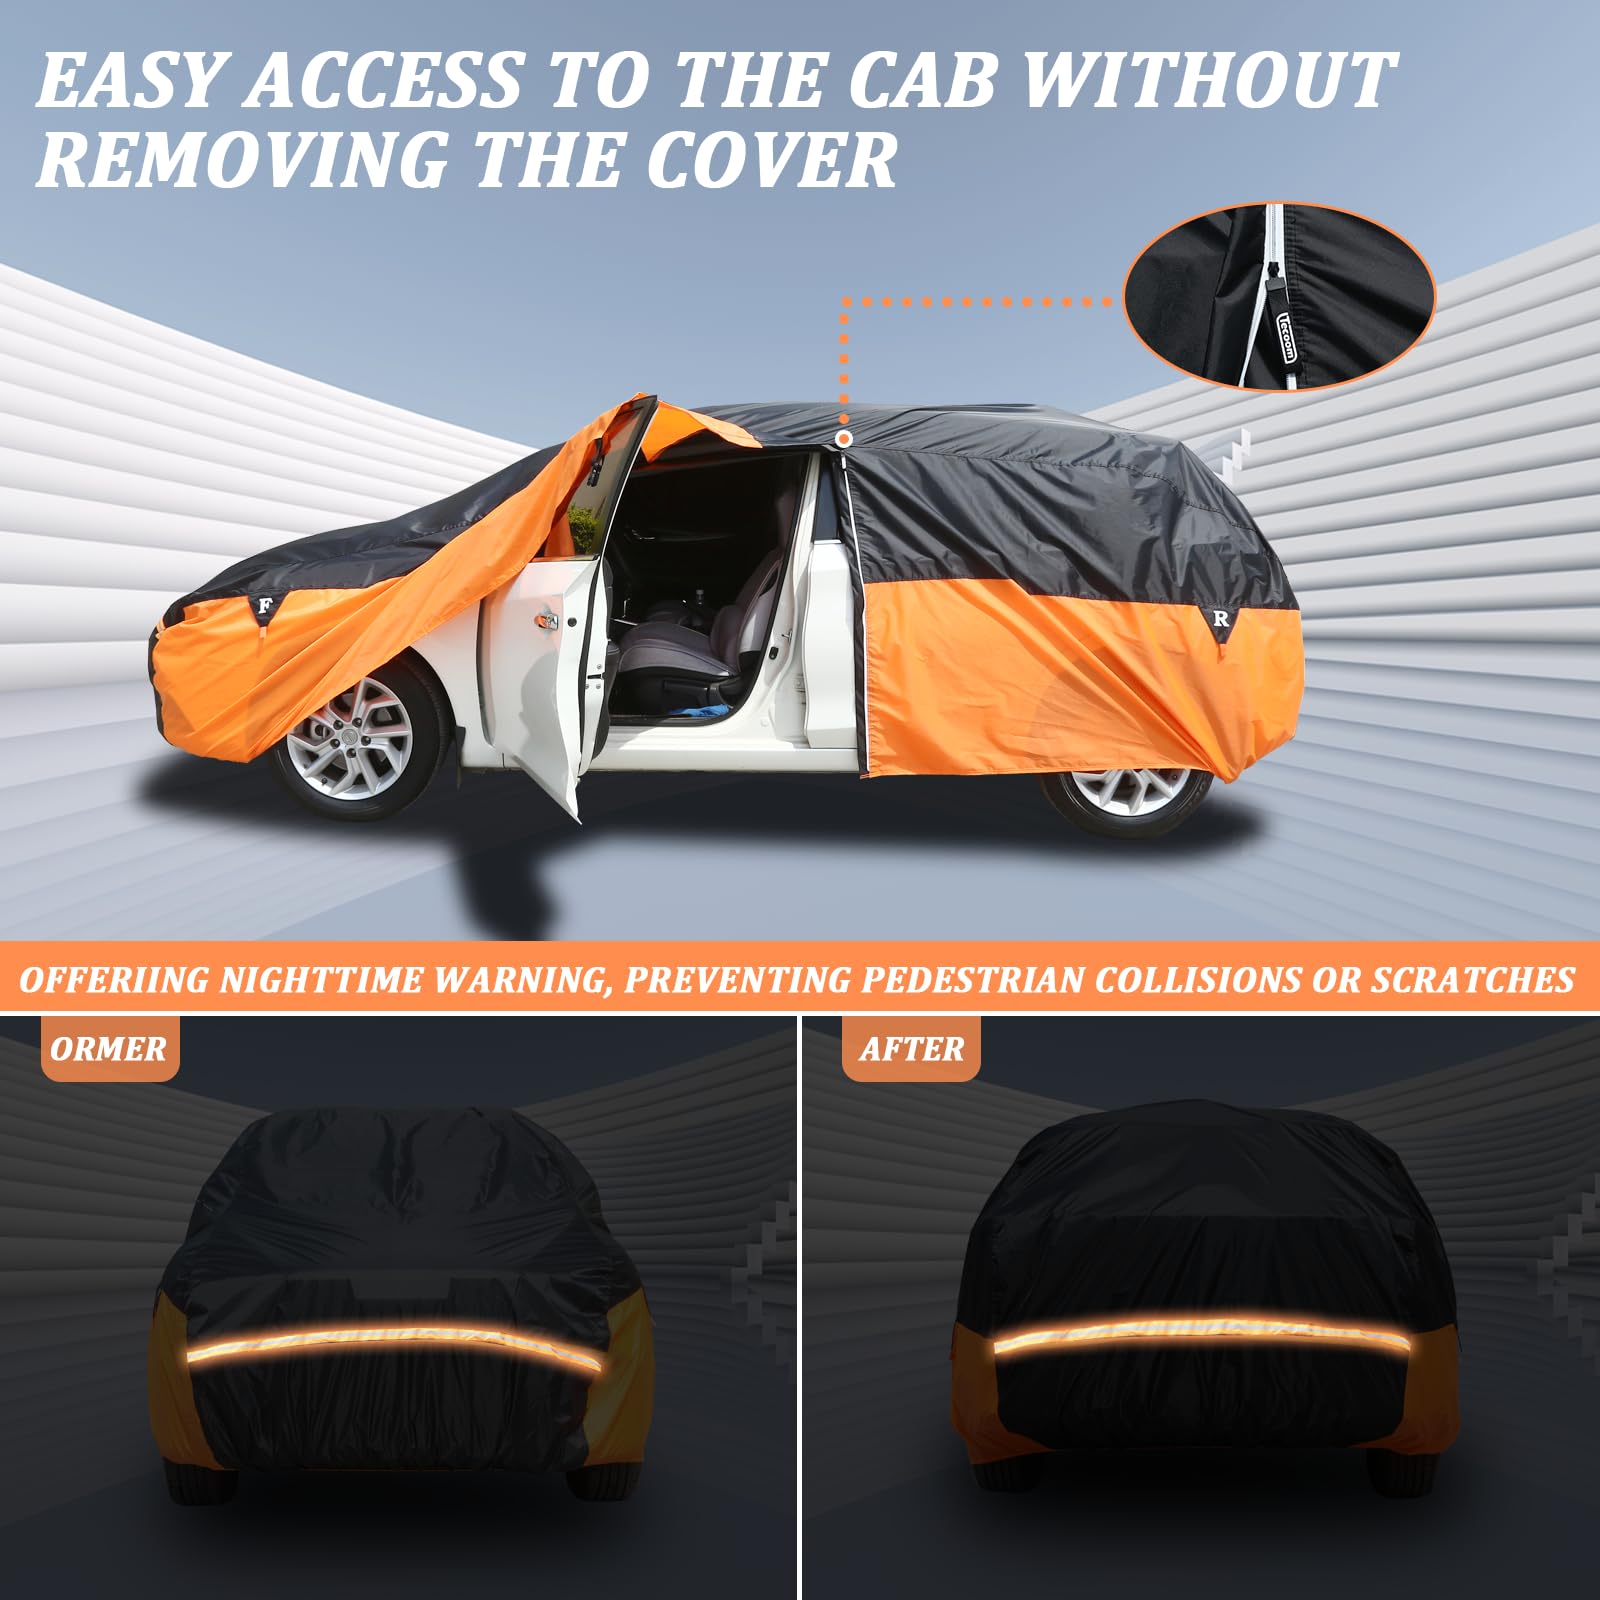 EASY ACCESS TO THE CAB WITHOUT
REMOVING THE COVER
Tecoom
F
R
OFFERIING NIGHTTIME WARNING, PREVENTING PEDESTRIAN COLLISIONS OR SCRATCHES
ORMER
AFTER